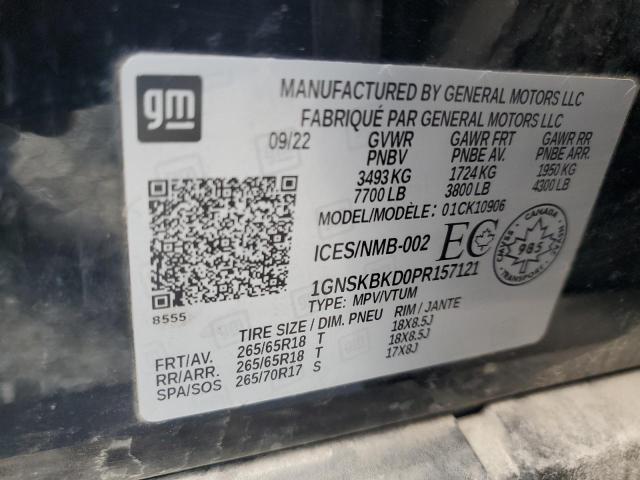 gm
MANUFACTURED BY GENERAL MOTORS LLC
FABRIQUÉ PAR GENERAL MOTORS LLC
09/22 GVWR GAWR FRT GAWR RR
PNBV PNBE AV. PNBE ARR.
3493 KG 1724 KG 1950 KG
7700 LB 3800 LB 4300 LB
MODEL/MODÈLE: 01CK10906
ICES/NMB-002 EC
CANADA
985
1GNSKBKD0PR157121
TYPE: MPV/VTUM
8555
TIRE SIZE / DIM. PNEU RIM / JANTE
FRT/AV. 265/65R18 T 18X8.5J
RR/ARR. 265/65R18 T 18X8.5J
SPA/SOS 265/70R17 S 17X8J